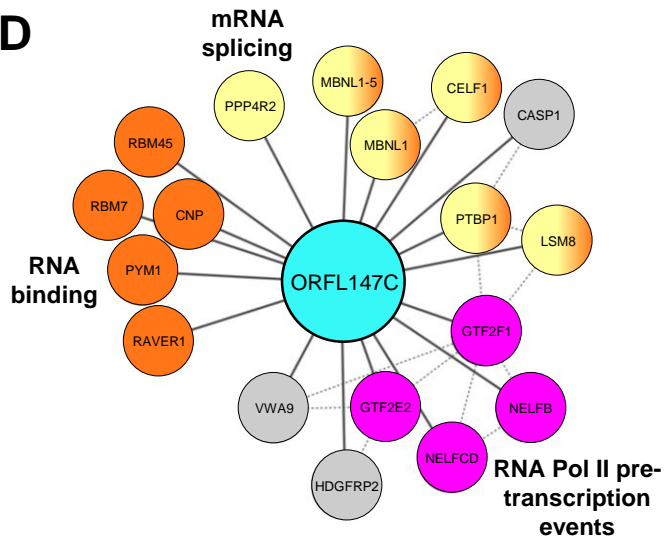 D
mRNA
splicing
MBNL1-5
CELF1
PPP4R2
CASP1
RBM45
MBNL1
RBM7
CNP
PTBP1
LSM8
RNA
binding
PYM1
ORFL147C
RAVER1
GTF2F1
VWA9
GTF2E2
NELFB
NELFCD
HDGFRP2
RNA Pol II pre-
transcription
events